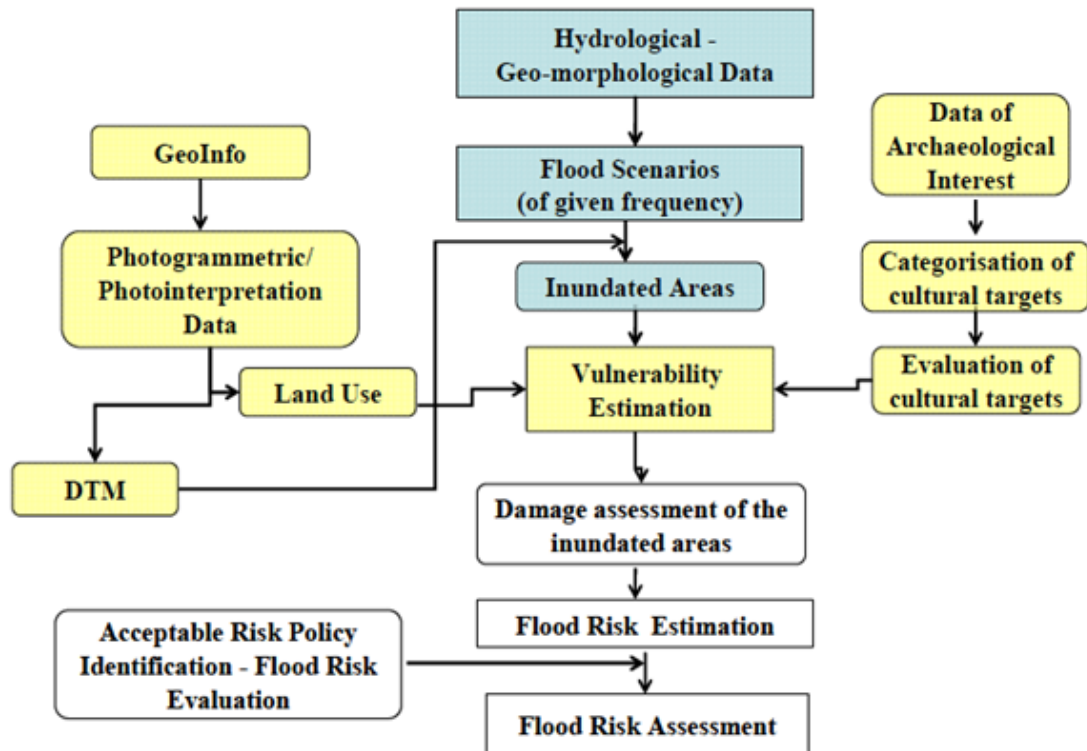 Hydrological -
Geo-morphological Data
Data of
Archaeological
Interest
GeoInfo
Flood Scenarios
(of given frequency)
Photogrammetric/
Photointerpretation
Data
Categorisation of
cultural targets
Inundated Areas
Land Use
Vulnerability
Estimation
Evaluation of
cultural targets
DTM
Damage assessment of the
inundated areas
Flood Risk Estimation
Acceptable Risk Policy
Identification - Flood Risk
Evaluation
Flood Risk Assessment